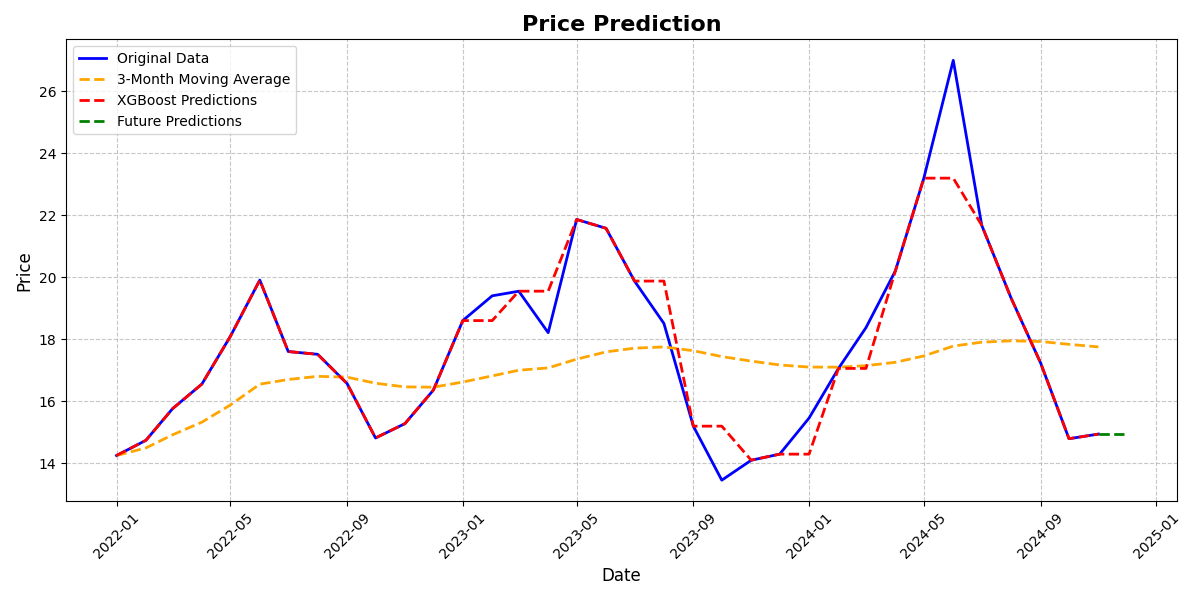 Price Prediction
Original Data
3-Month Moving Average
XGBoost Predictions
Future Predictions
Price
26
24
22
20
18
16
14
2022-01
2022-05
2022-09
2023-01
2023-05
2023-09
2024-01
2024-05
2024-09
2025-01
Date